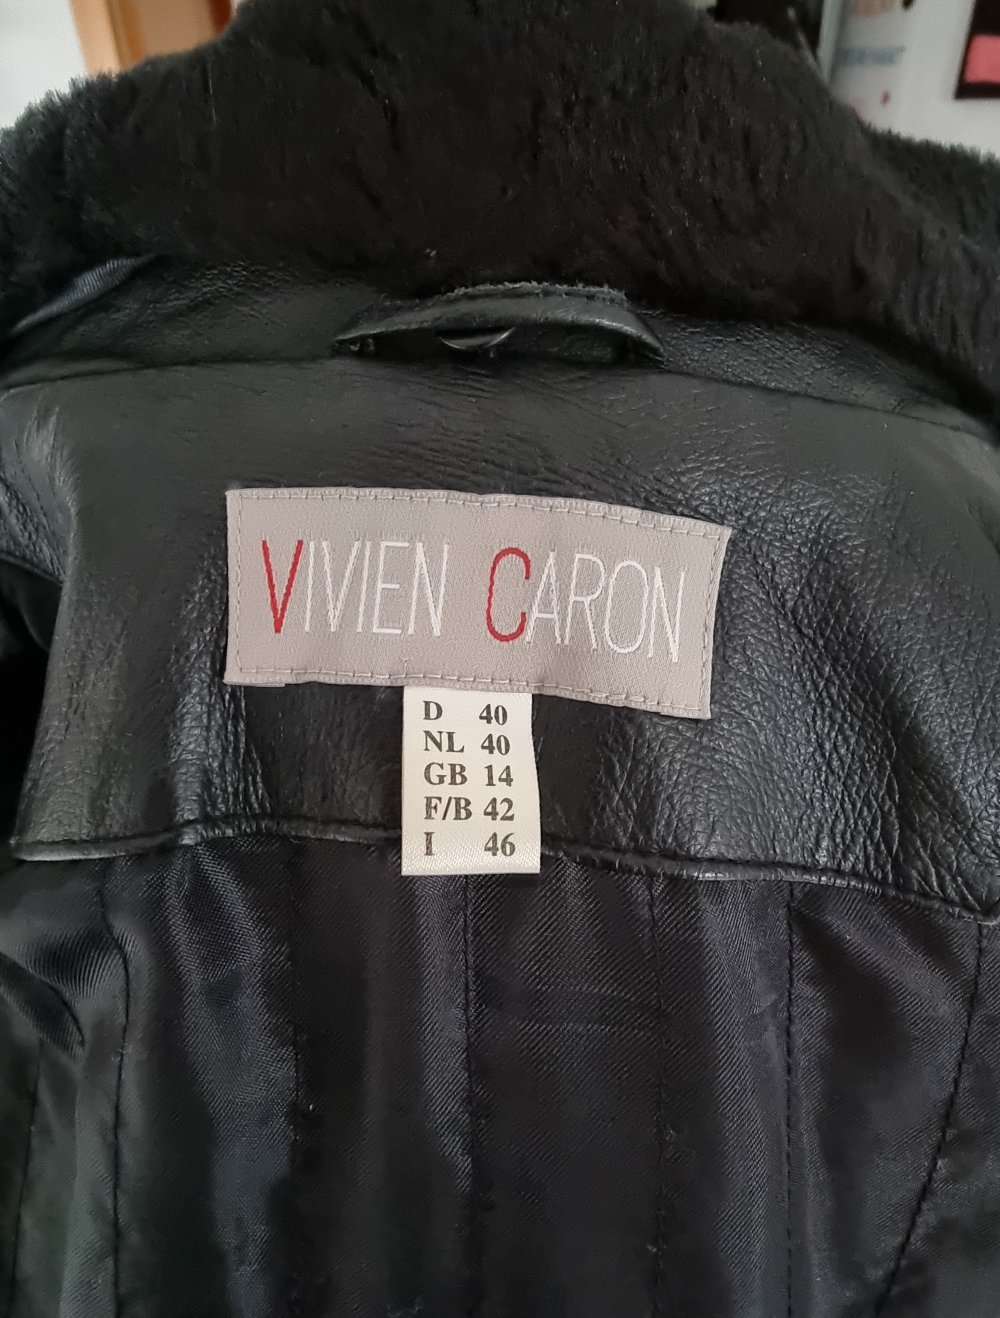 VIVIEN CARON
D 40
NL 40
GB 14
F/B 42
I 46